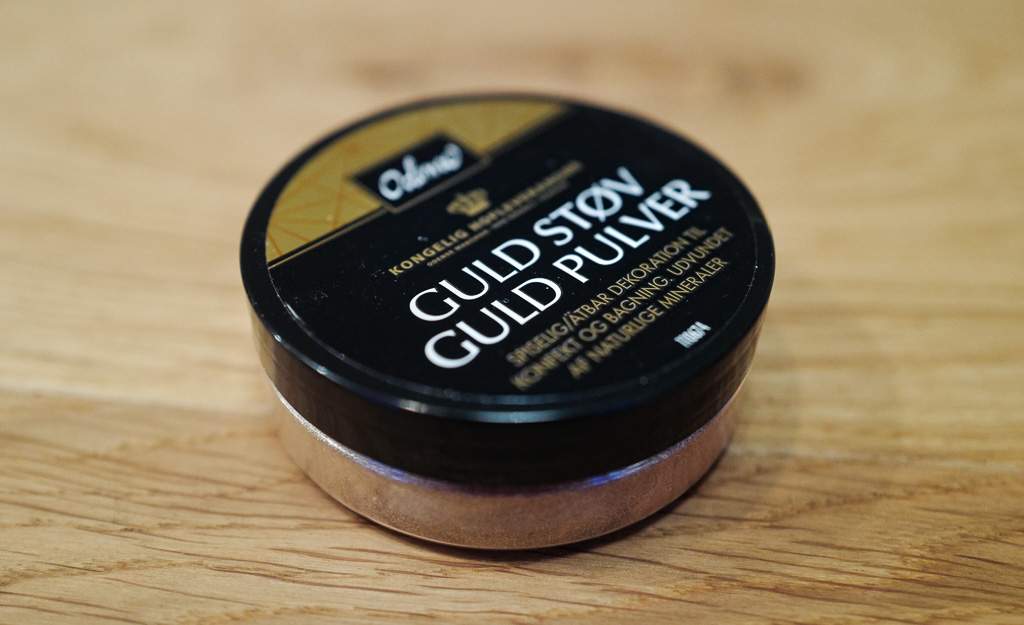 Odense
KONGELIG HOFLEVERANDØR
GULD STØV
GULD PULVER
SPISELIG/ÄTBAR DEKORATION TIL
KONFEKT OG BAGNING. UDVUNDET
AF NATURLIGE MINERALER